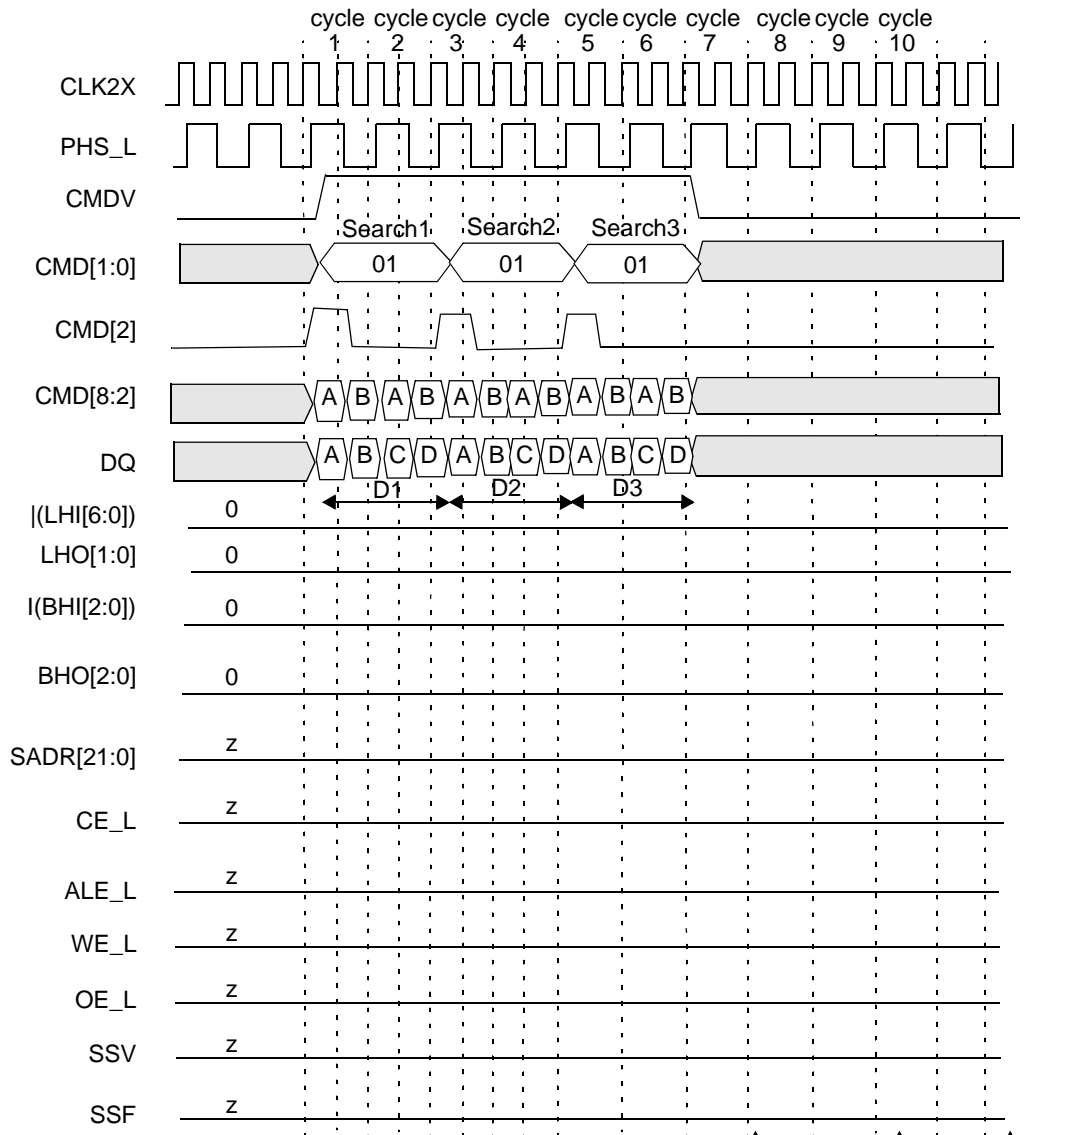 cycle cycle cycle cycle cycle cycle cycle cycle cycle cycle
1 2 3 4 5 6 7 8 9 10
CLK2X
PHS_L
CMDV
Search1 Search2 Search3
CMD[1:0] 01 01 01
CMD[2]
CMD[8:2] A B A B A B A B A B A B
DQ A B C D A B C D A B C D
D1 D2 D3
|(LHI[6:0]) 0
LHO[1:0] 0
I(BHI[2:0]) 0
BHO[2:0] 0
SADR[21:0] z
CE_L z
ALE_L z
WE_L z
OE_L z
SSV z
SSF z